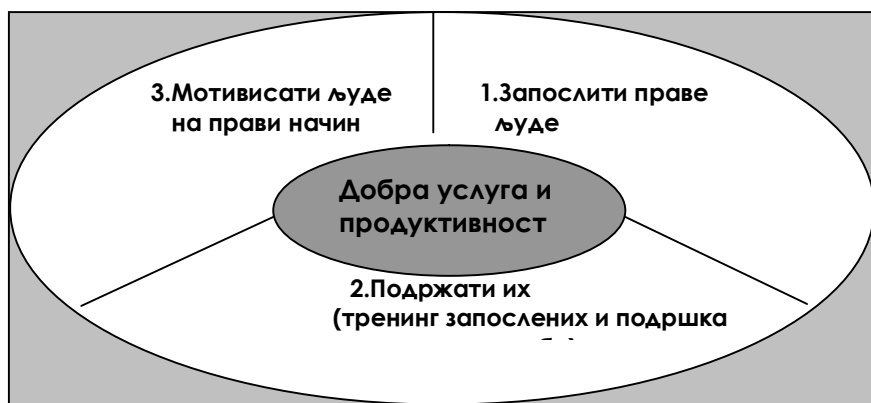 3.Мотивисати људе
на прави начин
1.Запослити праве
људе
Добра услуга и
продуктивност
2.Подржати их
(тренинг запослених и подршка